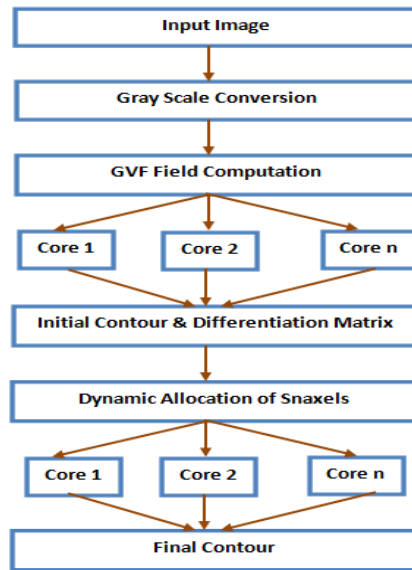 Input Image
Gray Scale Conversion
GVF Field Computation
Core 1 Core 2 Core n
Initial Contour & Differentiation Matrix
Dynamic Allocation of Snaxels
Core 1 Core 2 Core n
Final Contour